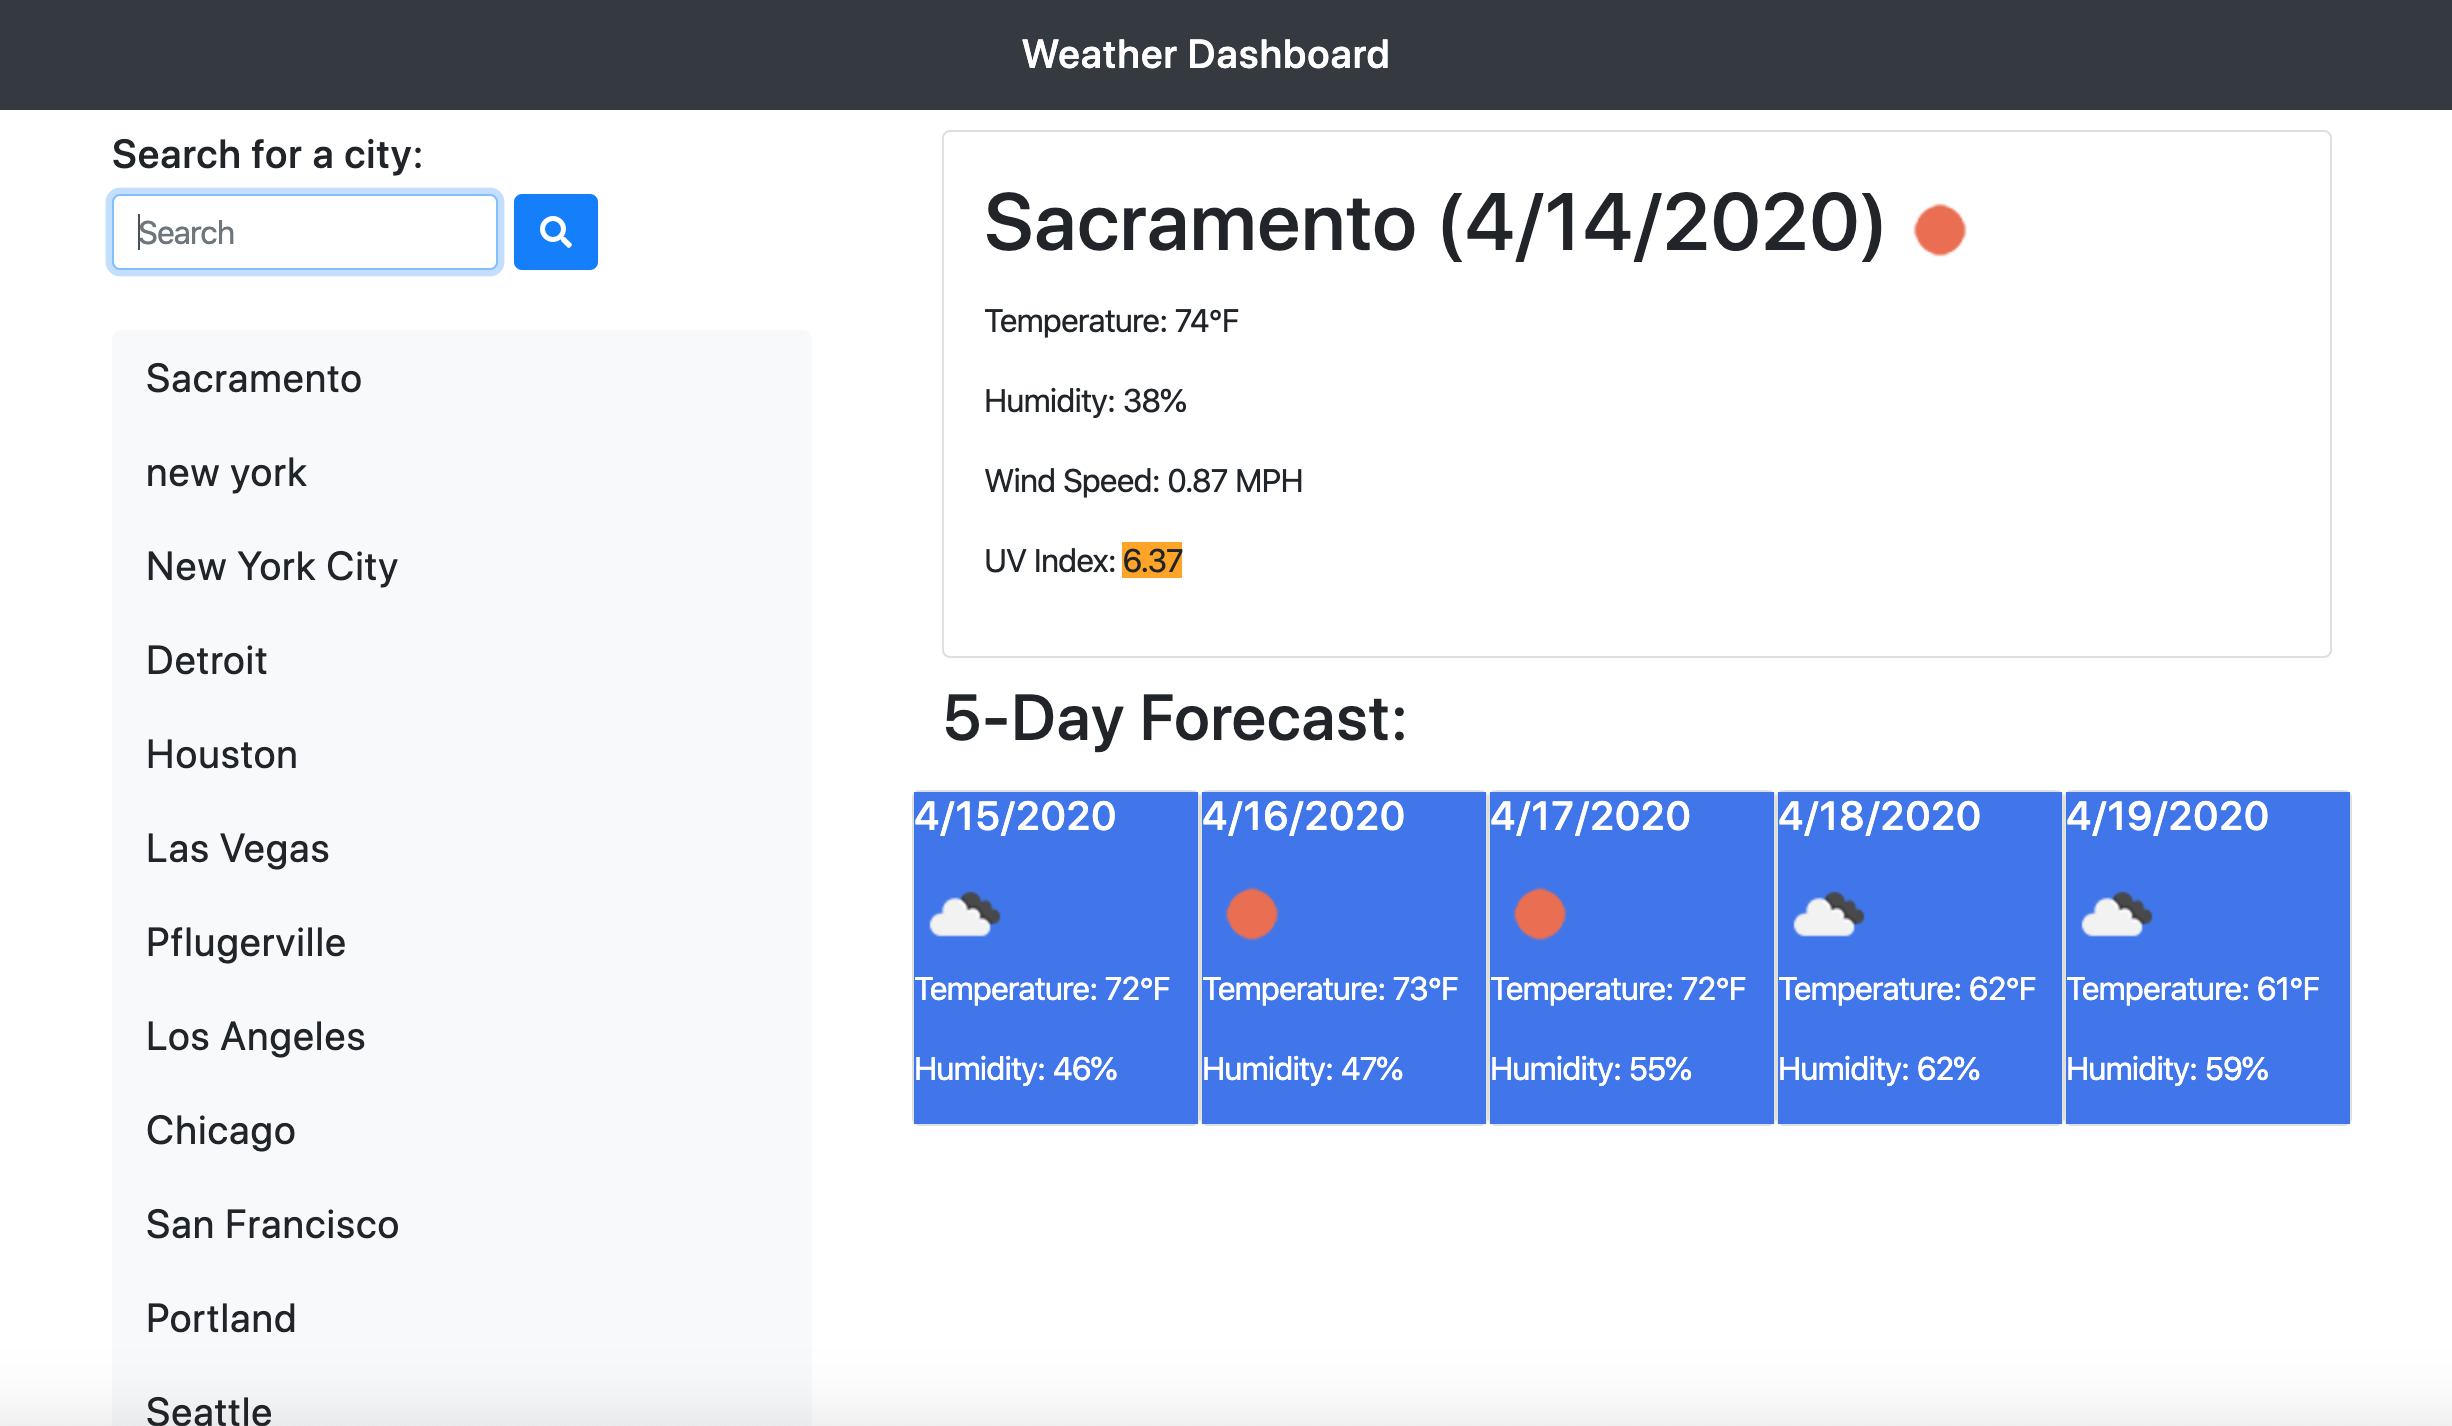 Weather Dashboard
Search for a city:
Search
Sacramento
new york
New York City
Detroit
Houston
Las Vegas
Pflugerville
Los Angeles
Chicago
San Francisco
Portland
Seattle
Sacramento (4/14/2020)
Temperature: 74°F
Humidity: 38%
Wind Speed: 0.87 MPH
UV Index: 6.37
5-Day Forecast:
4/15/2020
Temperature: 72°F
Humidity: 46%
4/16/2020
Temperature: 73°F
Humidity: 47%
4/17/2020
Temperature: 72°F
Humidity: 55%
4/18/2020
Temperature: 62°F
Humidity: 62%
4/19/2020
Temperature: 61°F
Humidity: 59%